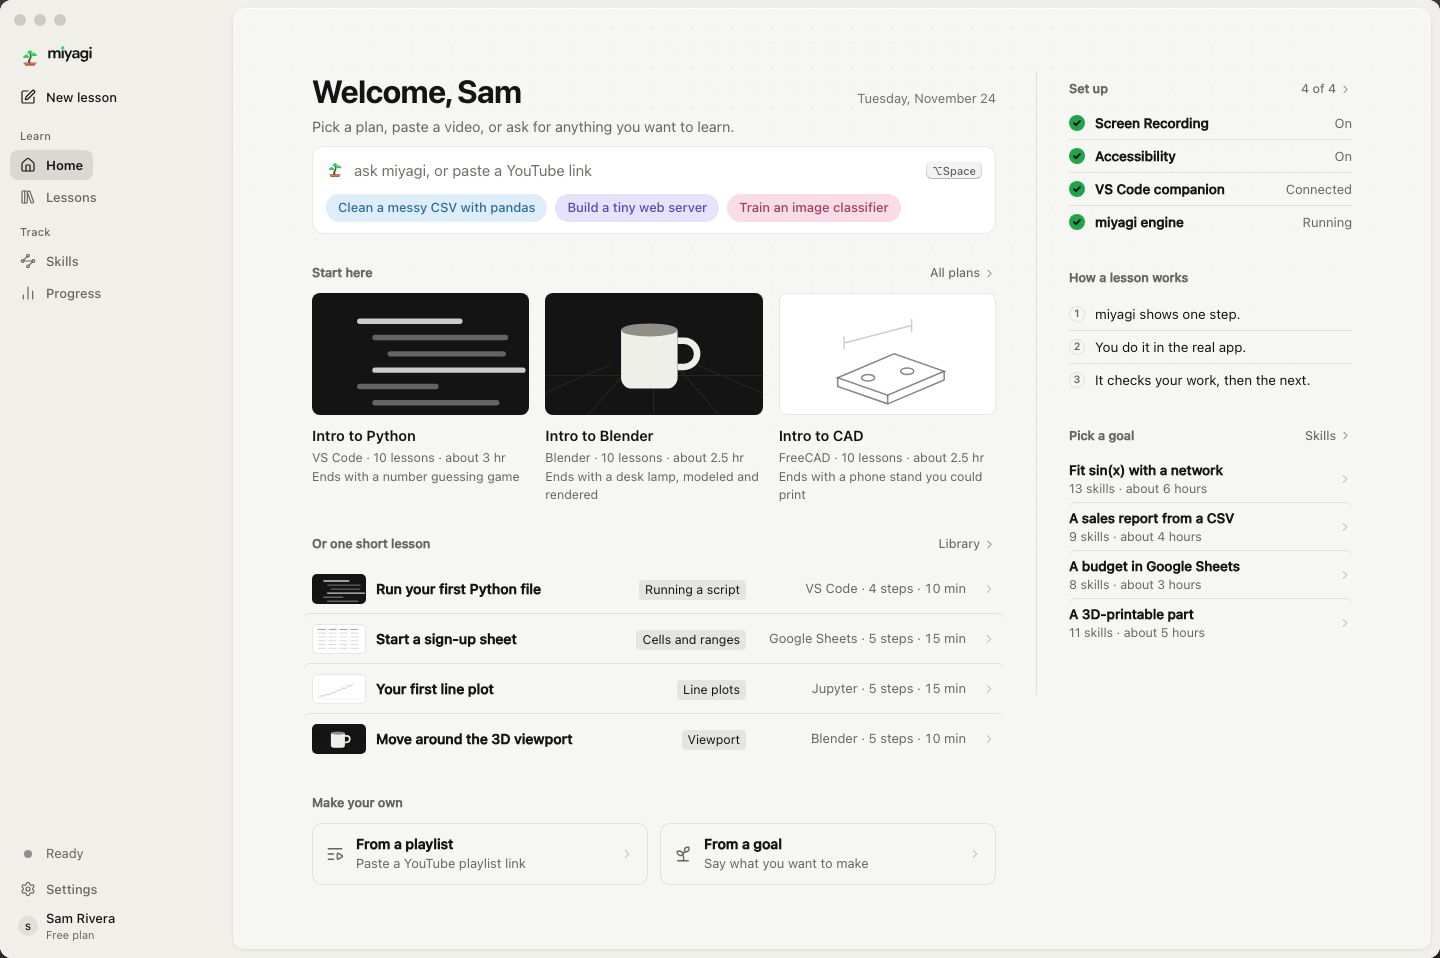 miyagi
New lesson
Learn
Home
Lessons
Track
Skills
Progress
Ready
Settings
S
Sam Rivera
Free plan
Welcome, Sam
Tuesday, November 24
Pick a plan, paste a video, or ask for anything you want to learn.
ask miyagi, or paste a YouTube link
⌥Space
Clean a messy CSV with pandas
Build a tiny web server
Train an image classifier
Start here
All plans
Intro to Python
VS Code · 10 lessons · about 3 hr
Ends with a number guessing game
Intro to Blender
Blender · 10 lessons · about 2.5 hr
Ends with a desk lamp, modeled and
rendered
Intro to CAD
FreeCAD · 10 lessons · about 2.5 hr
Ends with a phone stand you could
print
Or one short lesson
Library
Run your first Python file
Running a script
VS Code · 4 steps · 10 min
Start a sign-up sheet
Cells and ranges
Google Sheets · 5 steps · 15 min
Your first line plot
Line plots
Jupyter · 5 steps · 15 min
Move around the 3D viewport
Viewport
Blender · 5 steps · 10 min
Make your own
From a playlist
Paste a YouTube playlist link
From a goal
Say what you want to make
Set up
4 of 4
Screen Recording
On
Accessibility
On
VS Code companion
Connected
miyagi engine
Running
How a lesson works
1 miyagi shows one step.
2 You do it in the real app.
3 It checks your work, then the next.
Pick a goal
Skills
Fit sin(x) with a network
13 skills · about 6 hours
A sales report from a CSV
9 skills · about 4 hours
A budget in Google Sheets
8 skills · about 3 hours
A 3D-printable part
11 skills · about 5 hours